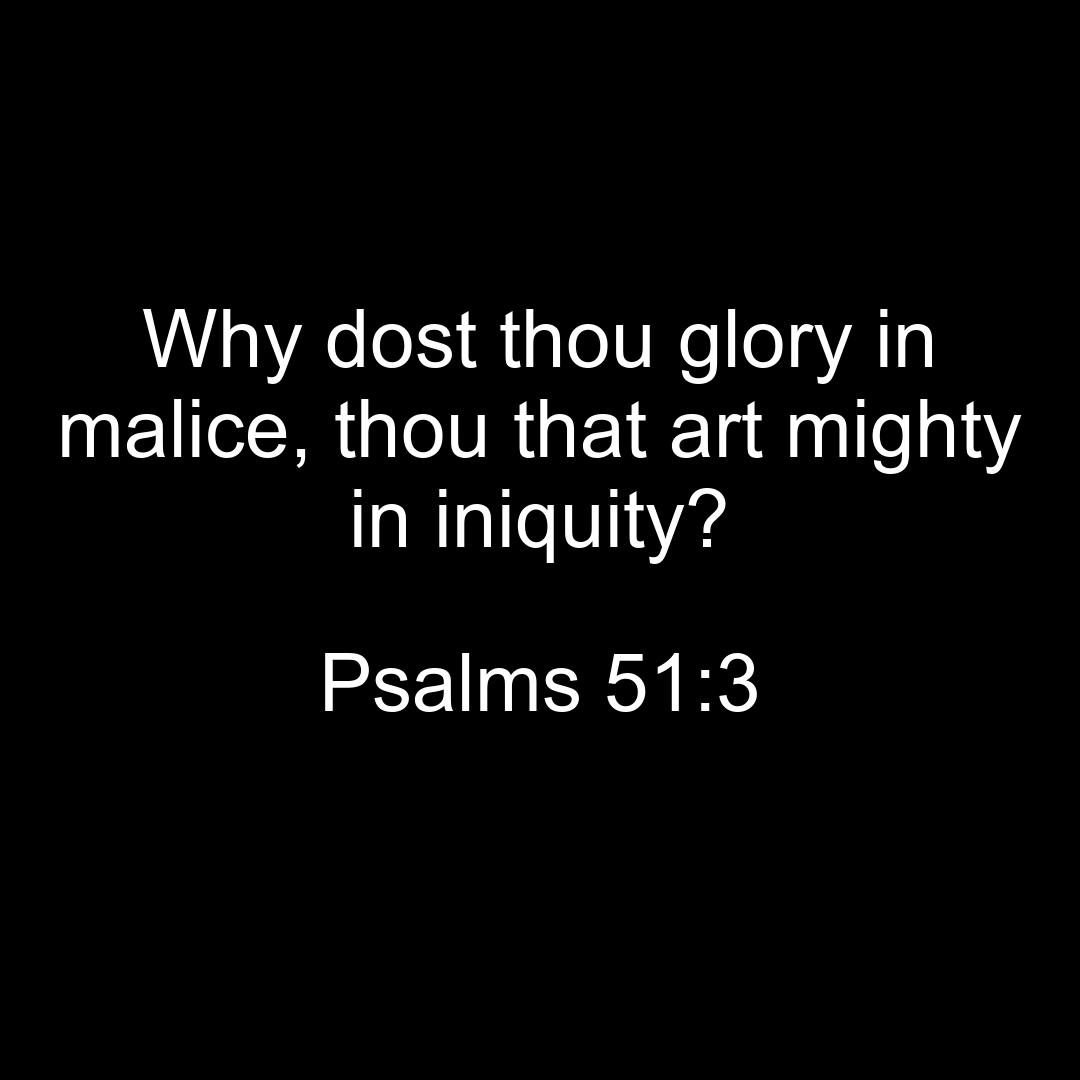 Why dost thou glory in
malice, thou that art mighty
in iniquity?
Psalms 51:3